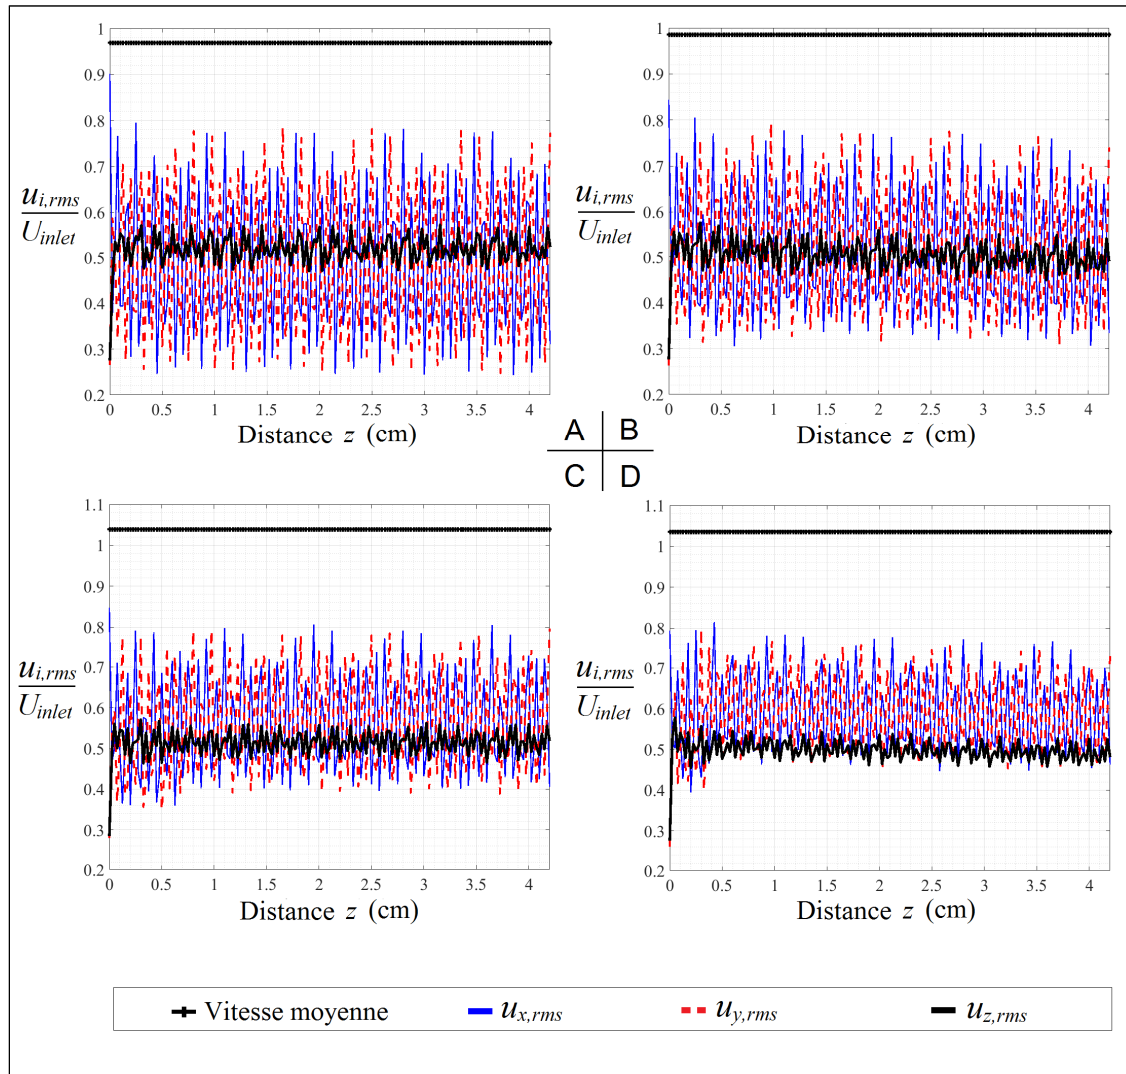 1
0.9
0.8
0.7
0.6
0.5
0.4
0.3
0.2
0 0.5 1 1.5 2 2.5 3 3.5 4
u_{i,rms}
U_{inlet}
Distance z (cm)
1
0.9
0.8
0.7
0.6
0.5
0.4
0.3
0.2
0 0.5 1 1.5 2 2.5 3 3.5 4
u_{i,rms}
U_{inlet}
Distance z (cm)
A B
C D
1.1
1
0.9
0.8
0.7
0.6
0.5
0.4
0.3
0.2
0 0.5 1 1.5 2 2.5 3 3.5 4
u_{i,rms}
U_{inlet}
Distance z (cm)
1.1
1
0.9
0.8
0.7
0.6
0.5
0.4
0.3
0.2
0 0.5 1 1.5 2 2.5 3 3.5 4
u_{i,rms}
U_{inlet}
Distance z (cm)
Vitesse moyenne u_{x,rms} u_{y,rms} u_{z,rms}